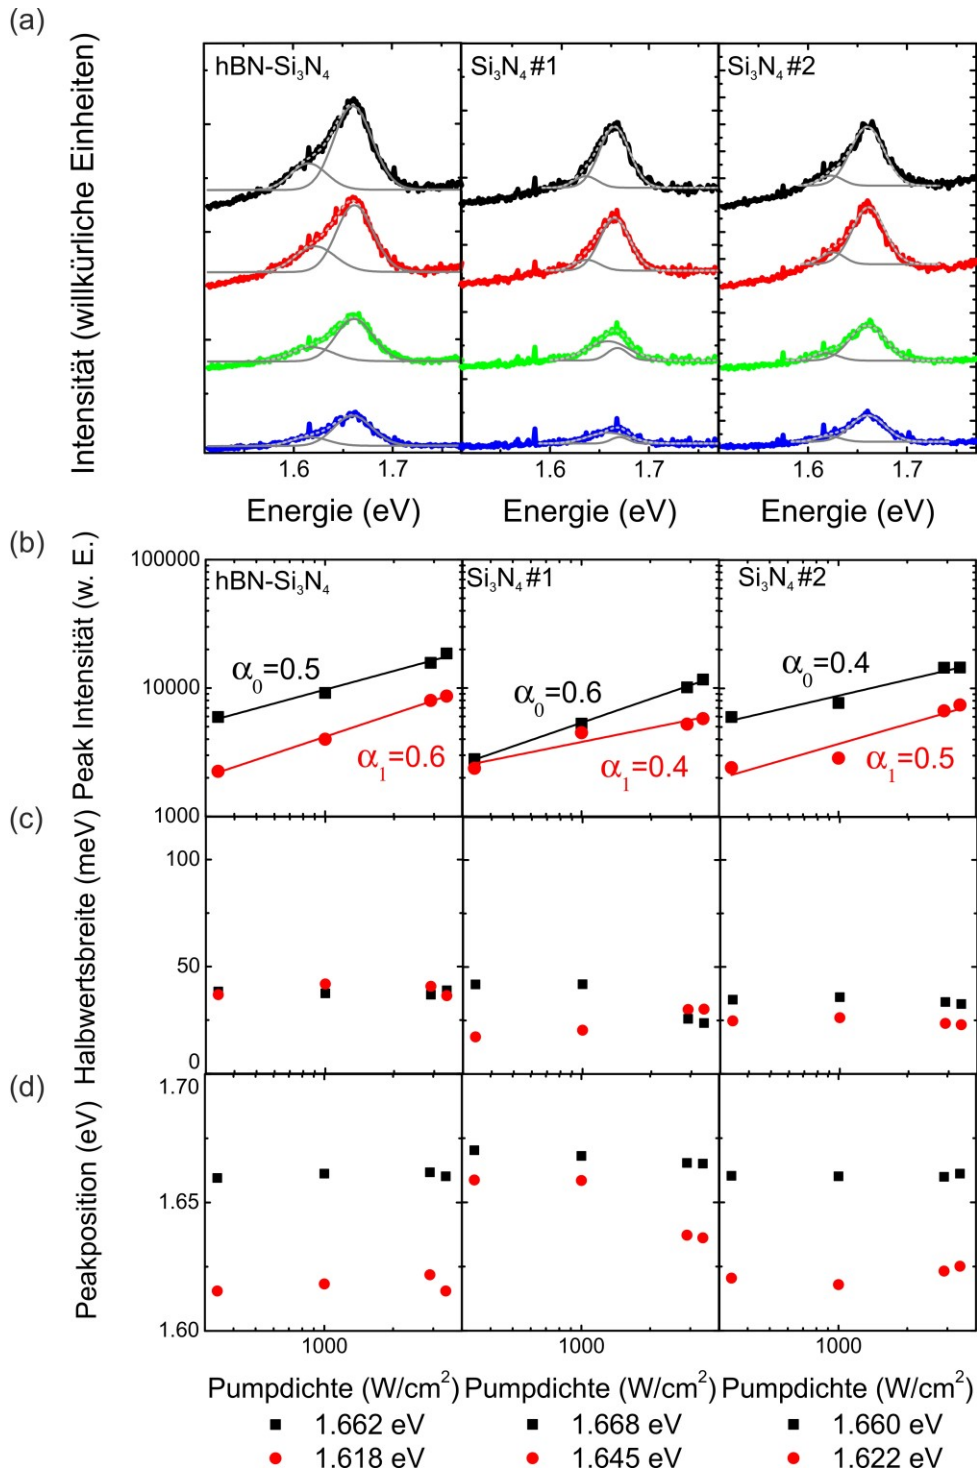 (a)
Intensität (willkürliche Einheiten)
hBN-Si₃N₄
Si₃N₄#1
Si₃N₄#2
1.6 1.7
1.6 1.7
1.6 1.7
Energie (eV)
Energie (eV)
Energie (eV)
(b)
Peak Intensität (w. E.)
100000
10000
1000
hBN-Si₃N₄
α₀=0.5
α₁=0.6
Si₃N₄#1
α₀=0.6
α₁=0.4
Si₃N₄#2
α₀=0.4
α₁=0.5
(c)
Halbwertsbreite (meV)
100
50
0
(d)
Peakposition (eV)
1.70
1.65
1.60
1000
1000
1000
Pumpdichte (W/cm²)
Pumpdichte (W/cm²)
Pumpdichte (W/cm²)
1.662 eV
1.668 eV
1.660 eV
1.618 eV
1.645 eV
1.622 eV